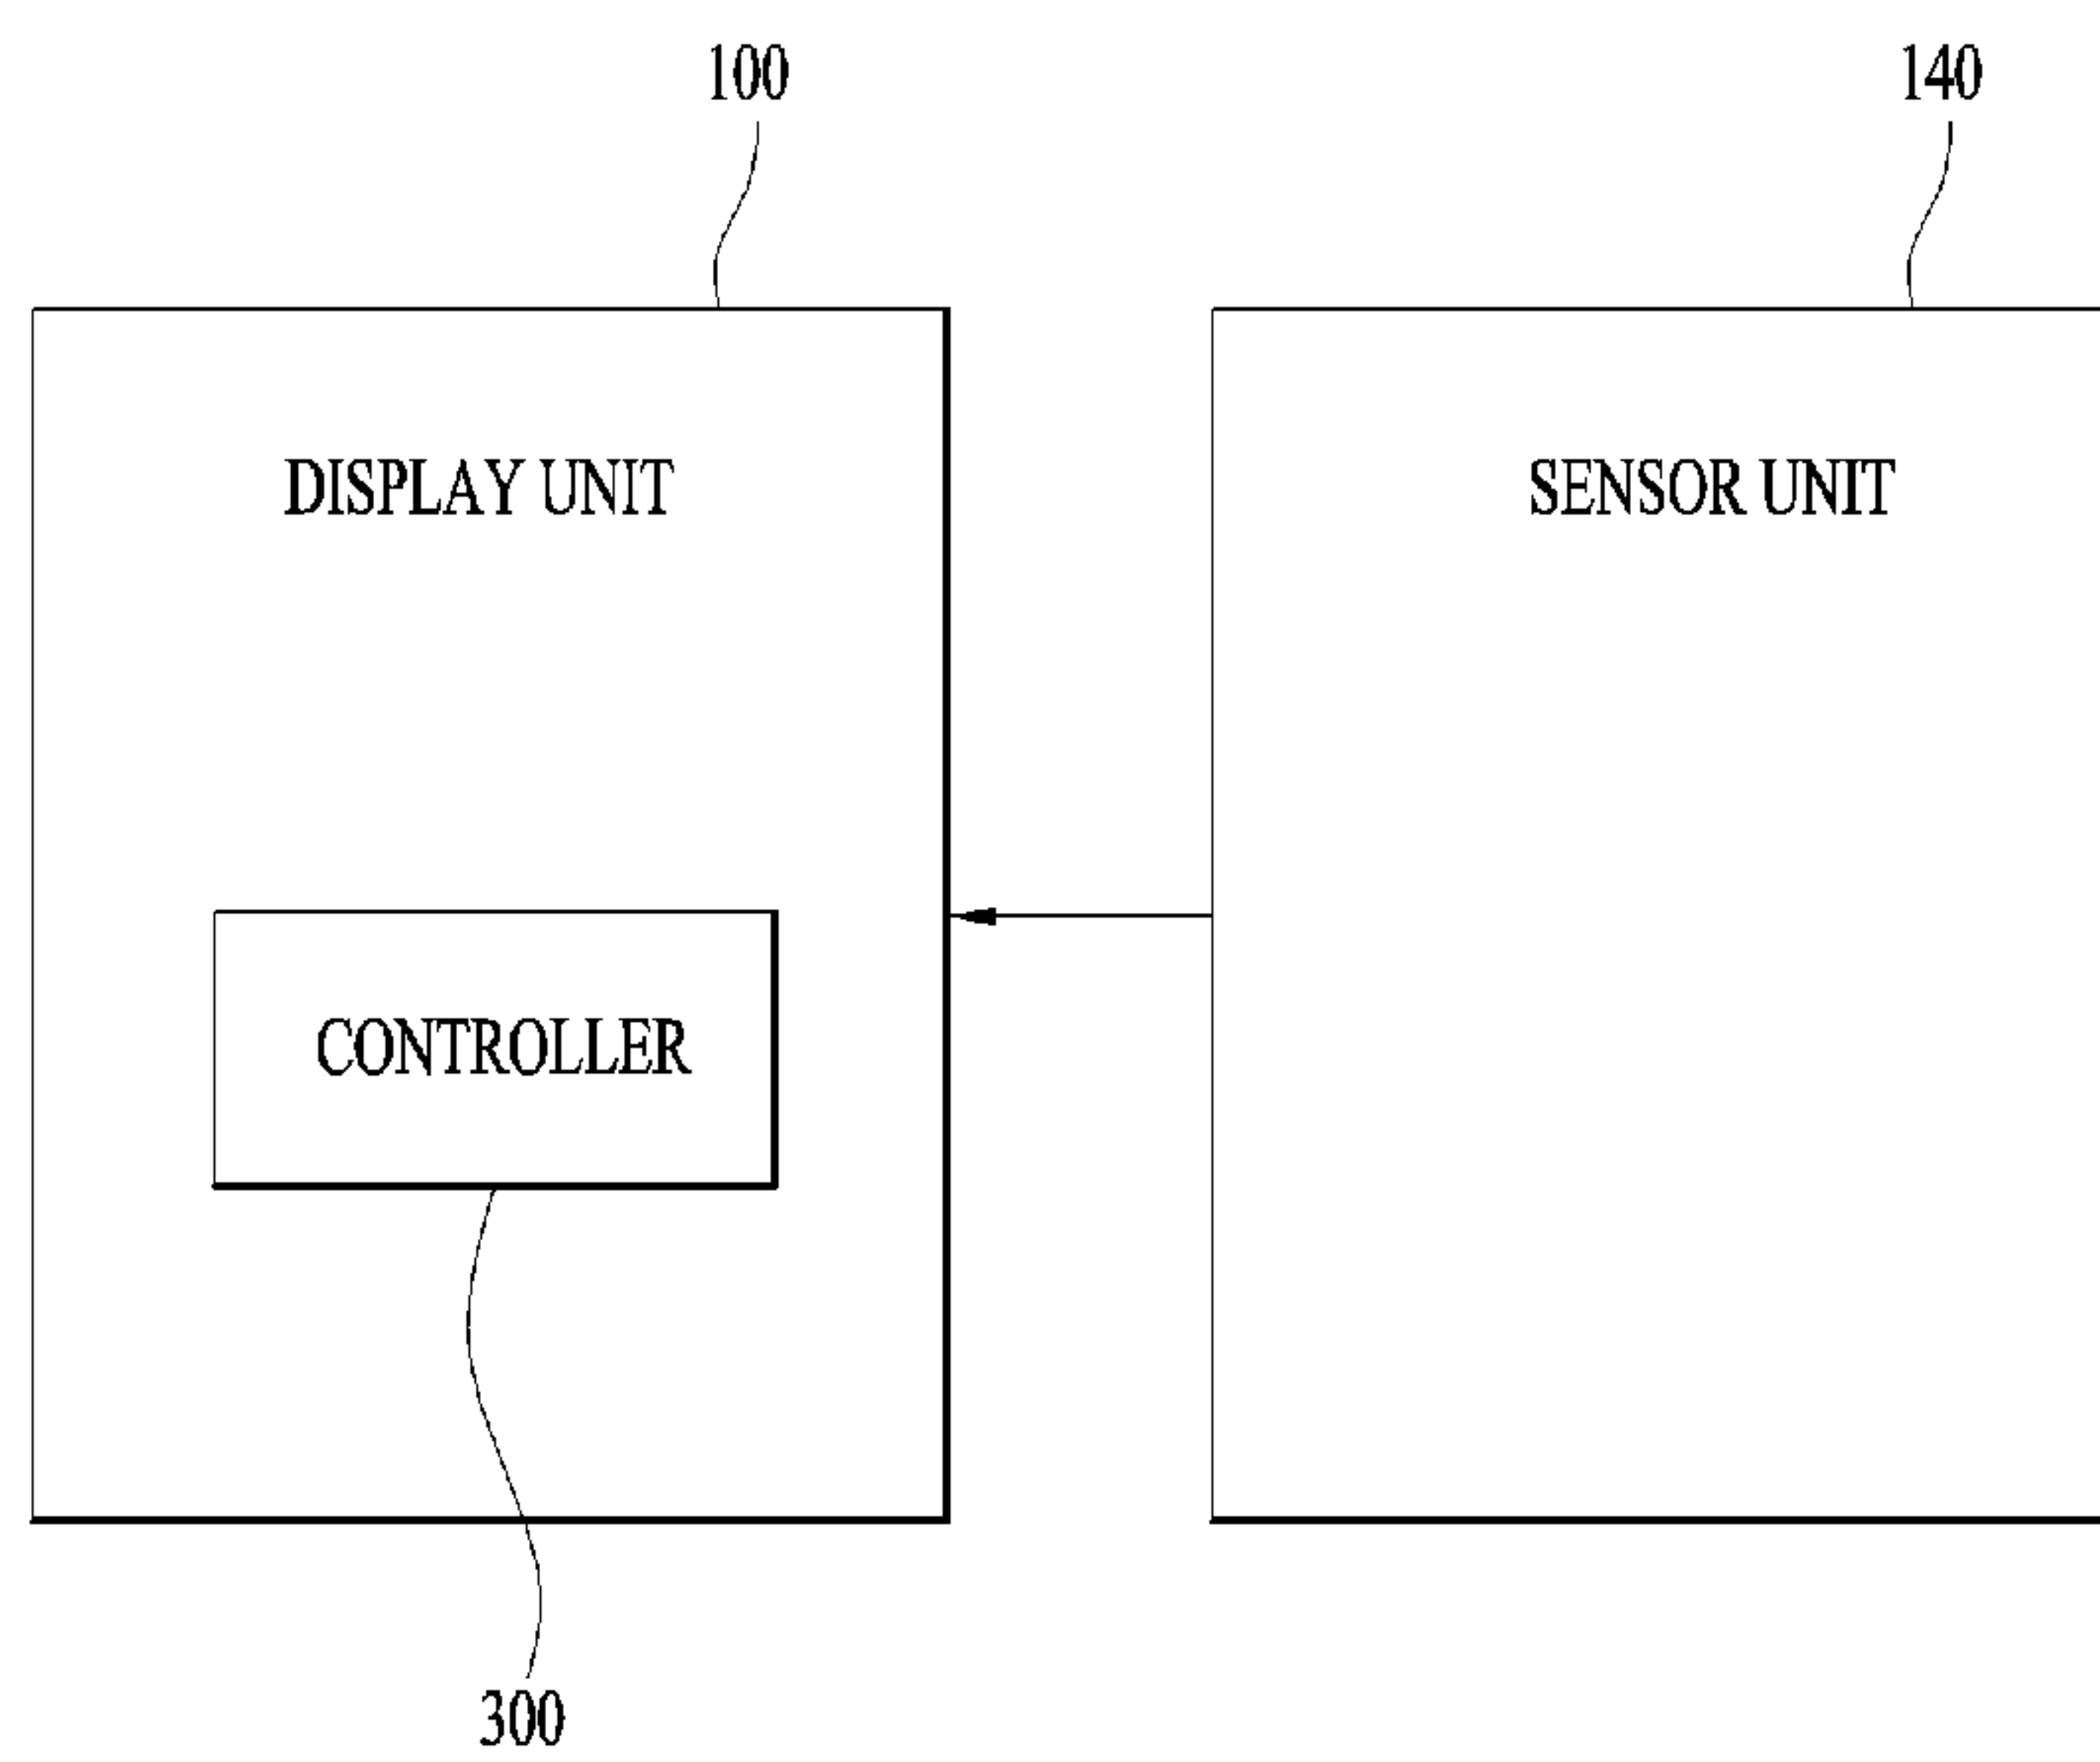 100
140
DISPLAY UNIT
SENSOR UNIT
CONTROLLER
300